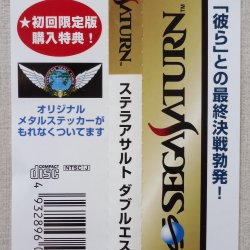 ★初回限定版
購入特典！
オリジナル
メタルステッカーが
もれなくついてます
COMPACT
disc
NTSC J
4 932896
SATURN
ステラアサルト ダブルエス
SEGA SATURN
TM
「彼ら」との最終決戦勃発！